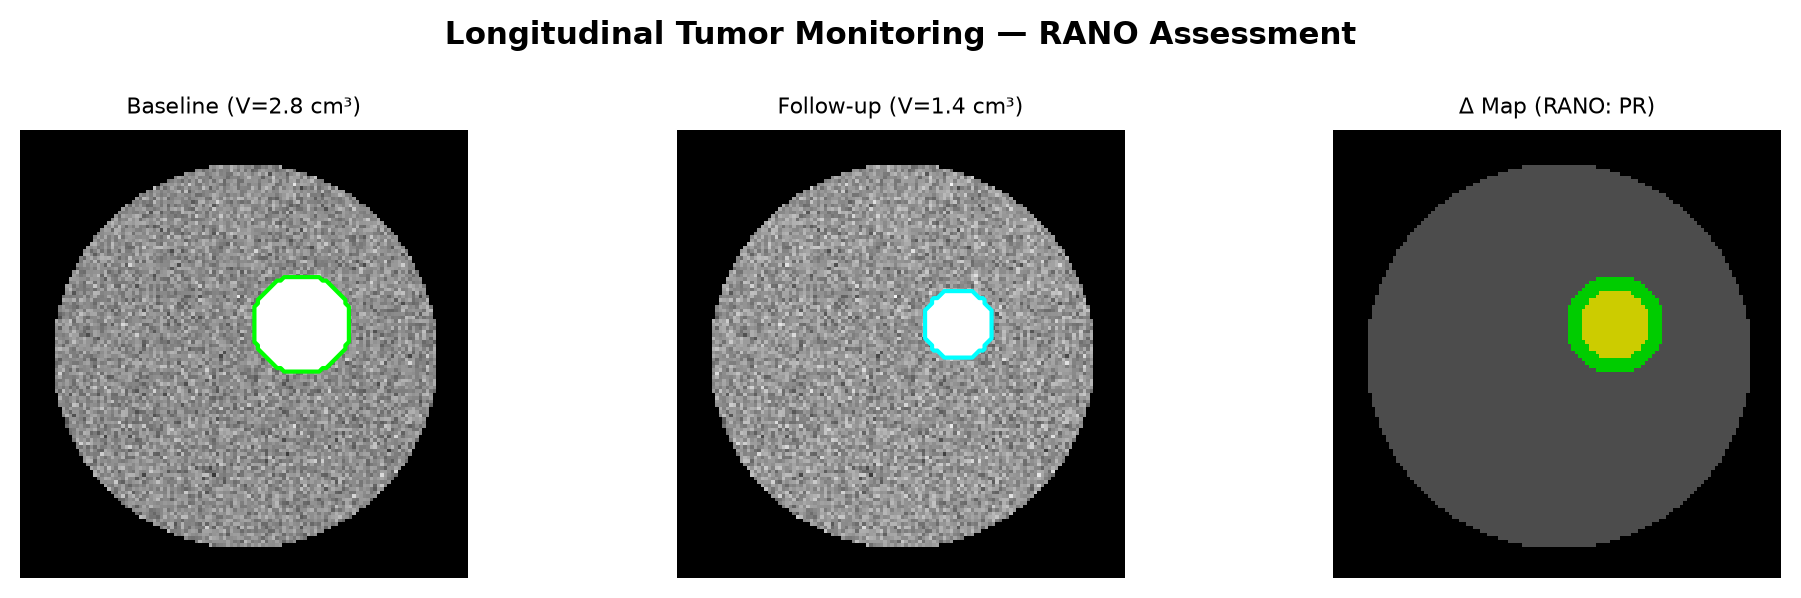 Longitudinal Tumor Monitoring — RANO Assessment
Baseline (V=2.8 cm³)
Follow-up (V=1.4 cm³)
Δ Map (RANO: PR)